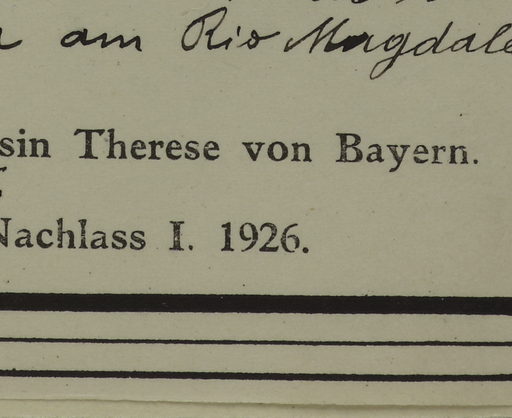 am Rio Magdale
sin Therese von Bayern.
Nachlass I. 1926.